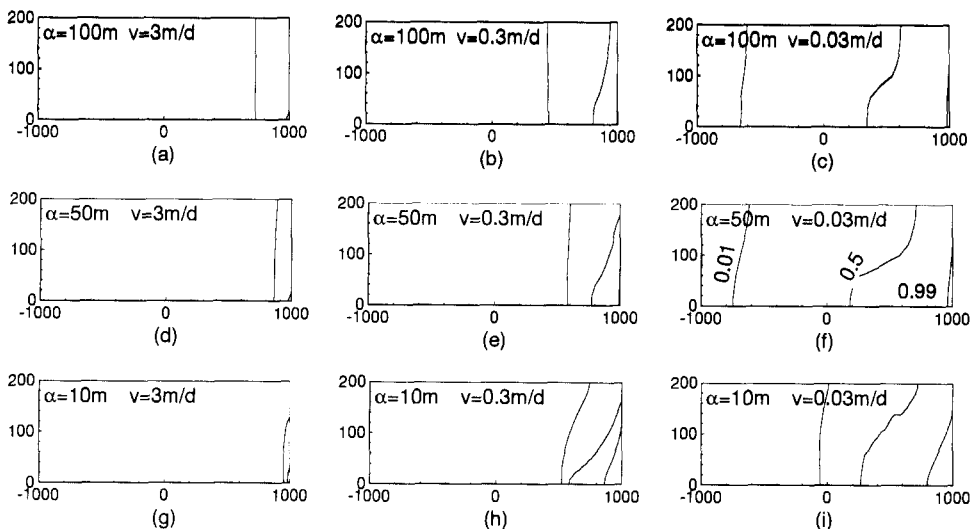 200
α=100m v=3m/d
100
0
-1000 0 1000
(a)
200
α=100m v=0.3m/d
100
0
-1000 0 1000
(b)
200
α=100m v=0.03m/d
100
0
-1000 0 1000
(c)
200
α=50m v=3m/d
100
0
-1000 0 1000
(d)
200
α=50m v=0.3m/d
100
0
-1000 0 1000
(e)
200
α=50m v=0.03m/d
100
0.01
0.5
0.99
0
-1000 0 1000
(f)
200
α=10m v=3m/d
100
0
-1000 0 1000
(g)
200
α=10m v=0.3m/d
100
0
-1000 0 1000
(h)
200
α=10m v=0.03m/d
100
0
-1000 0 1000
(i)